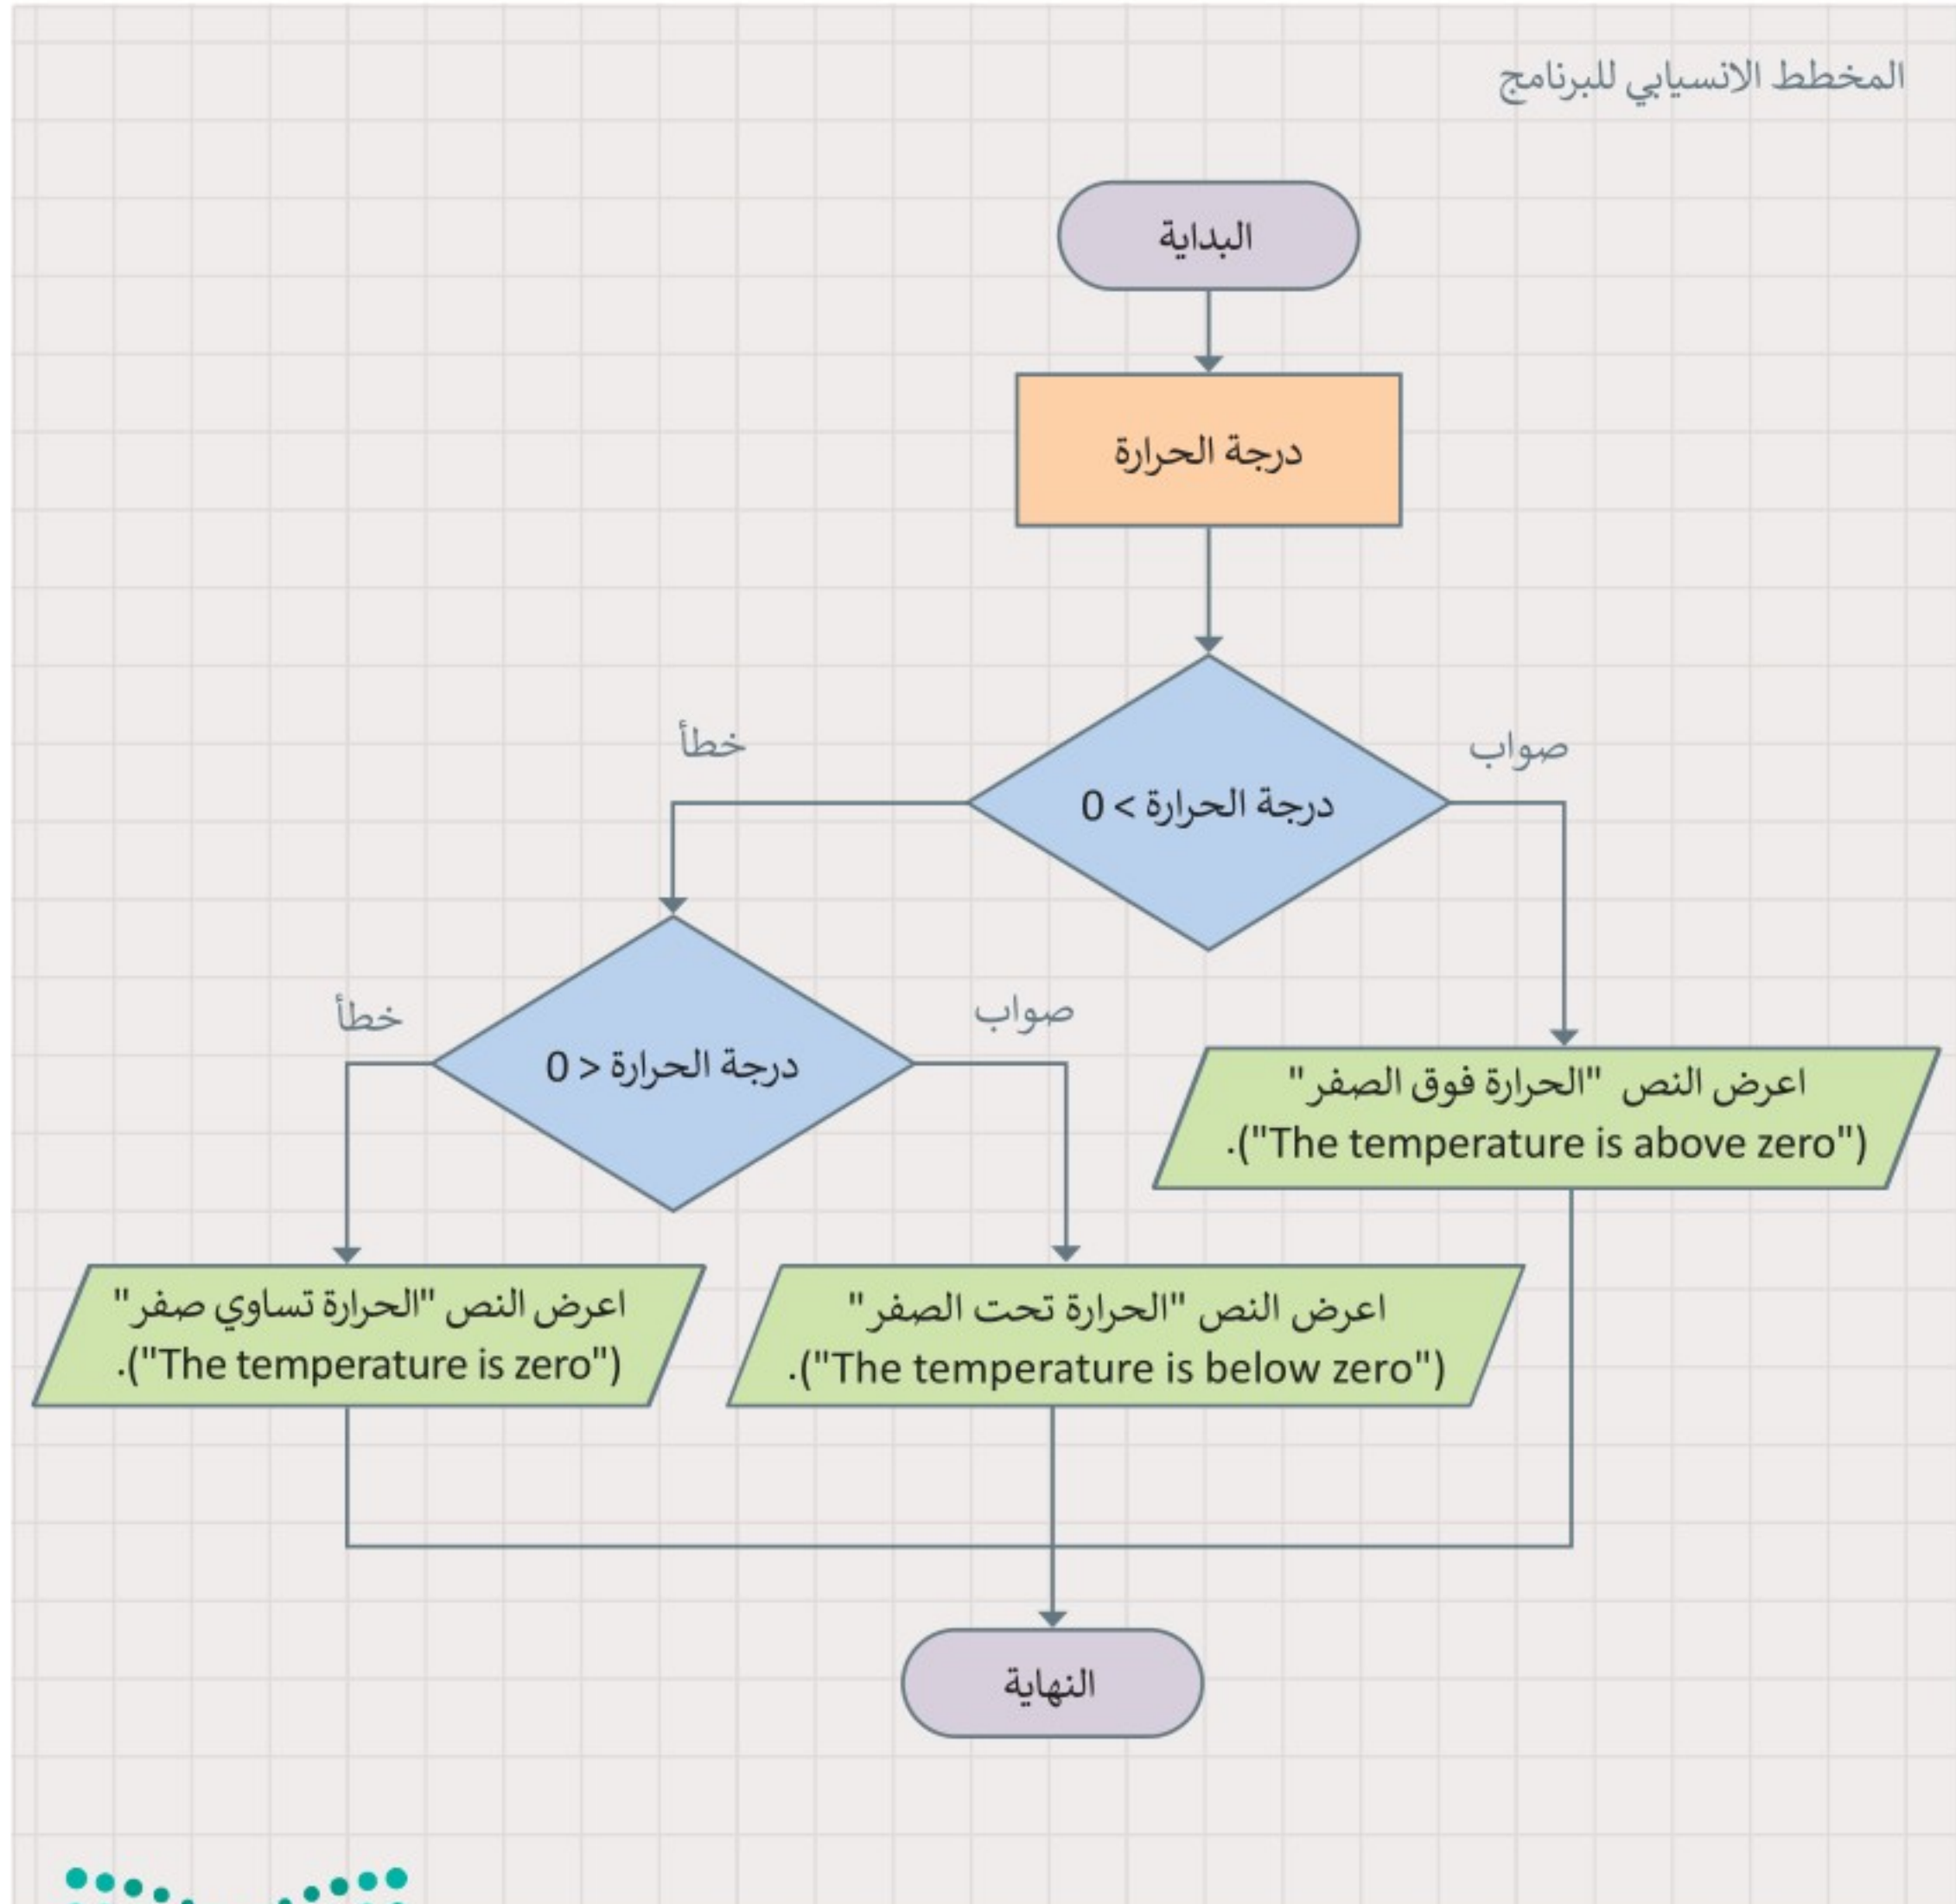 المخطط الانسيابي للبرنامج
البداية
درجة الحرارة
درجة الحرارة > 0
صواب
خطأ
اعرض النص "الحرارة فوق الصفر"
("The temperature is above zero").
درجة الحرارة < 0
صواب
خطأ
اعرض النص "الحرارة تحت الصفر"
("The temperature is below zero").
اعرض النص "الحرارة تساوي صفر"
("The temperature is zero").
النهاية